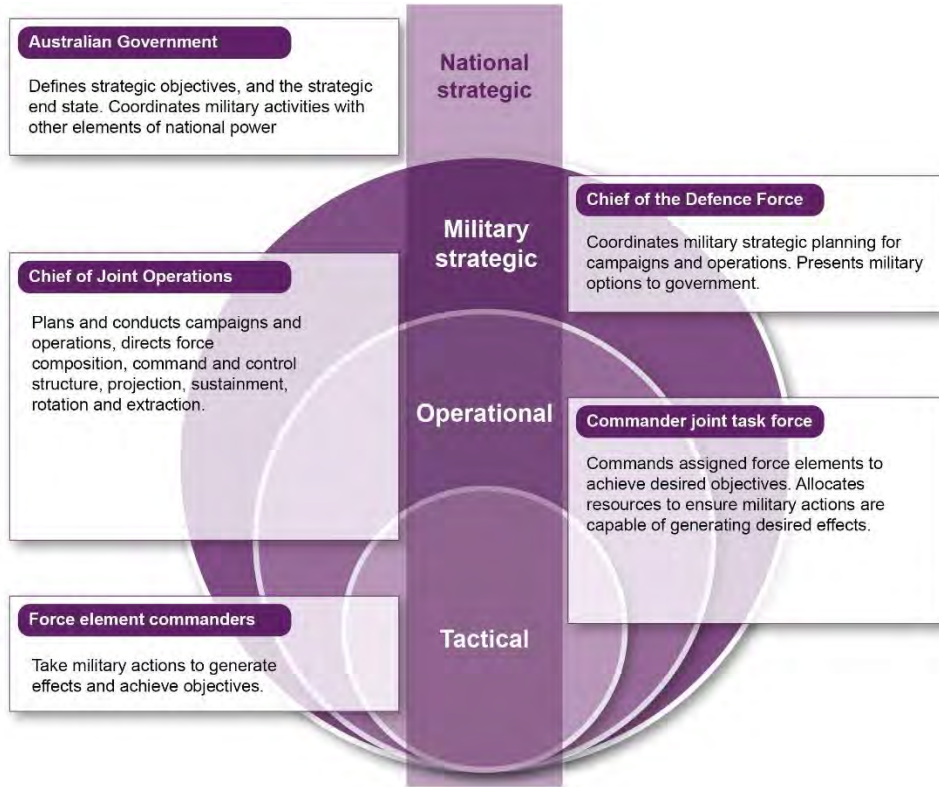 Australian Government
Defines strategic objectives, and the strategic
end state. Coordinates military activities with
other elements of national power
National
strategic
Chief of the Defence Force
Coordinates military strategic planning for
campaigns and operations. Presents military
options to government.
Military
strategic
Chief of Joint Operations
Plans and conducts campaigns and
operations, directs force
composition, command and control
structure, projection, sustainment,
rotation and extraction.
Operational
Commander joint task force
Commands assigned force elements to
achieve desired objectives. Allocates
resources to ensure military actions are
capable of generating desired effects.
Force element commanders
Take military actions to generate
effects and achieve objectives.
Tactical